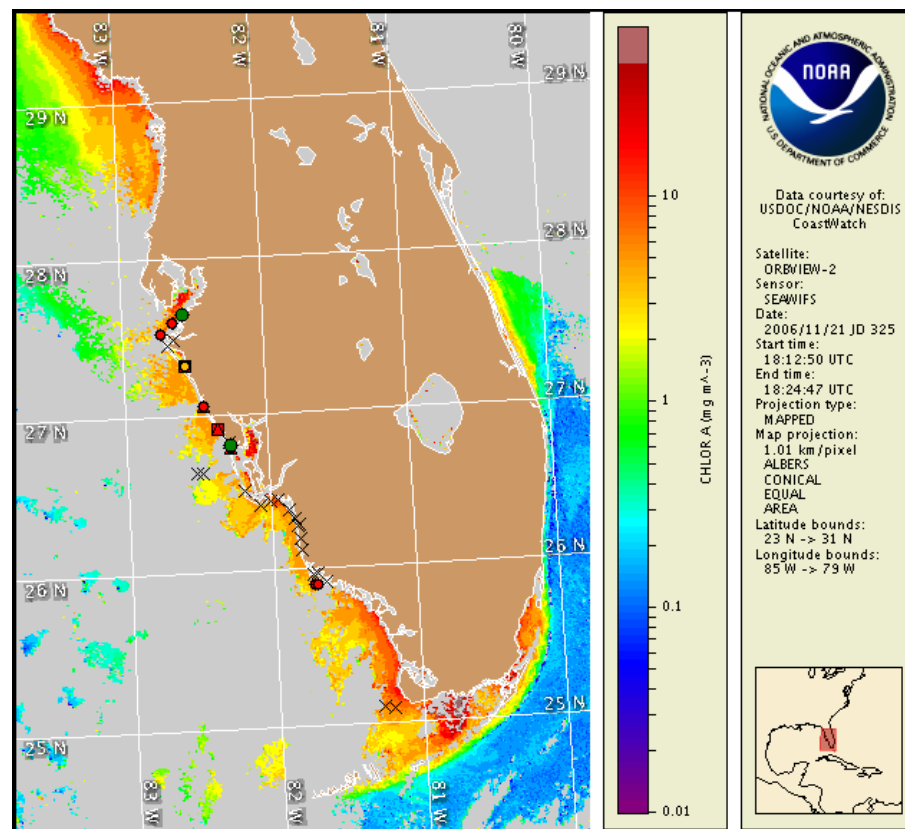 83 W
82 W
81 W
80 W
29 N
29 N
28 N
28 N
27 N
27 N
26 N
26 N
25 N
25 N
83 W
82 W
81 W
10
1
0.1
0.01
CHLOR A (mg m^-3)
NATIONAL OCEANIC AND ATMOSPHERIC ADMINISTRATION
NOAA
U.S. DEPARTMENT OF COMMERCE
Data courtesy of:
USDOC/NOAA/NESDIS
CoastWatch
Satellite:
ORBVIEW-2
Sensor:
SEAWIFS
Date:
2006/11/21 JD 325
Start time:
18:12:50 UTC
End time:
18:24:47 UTC
Projection type:
MAPPED
Map projection:
1.01 km/pixel
ALBERS
CONICAL
EQUAL
AREA
Latitude bounds:
23 N -> 31 N
Longitude bounds:
85 W -> 79 W